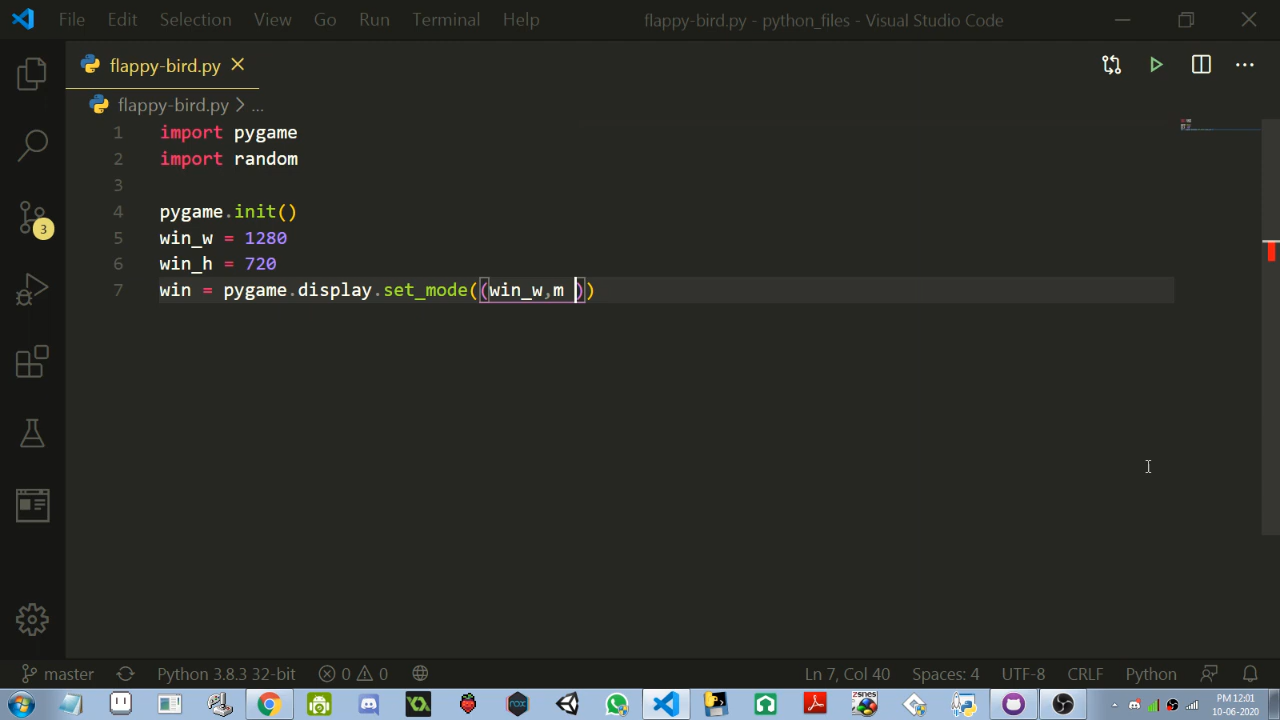 File Edit Selection View Go Run Terminal Help flappy-bird.py - python_files - Visual Studio Code
flappy-bird.py
flappy-bird.py > ...
1 import pygame
2 import random
3
4 pygame.init()
5 win_w = 1280
6 win_h = 720
7 win = pygame.display.set_mode((win_w,m ))
3
master Python 3.8.3 32-bit 0 0 Ln 7, Col 40 Spaces: 4 UTF-8 CRLF Python
nox zsnes PM 12:01
10-06-2020